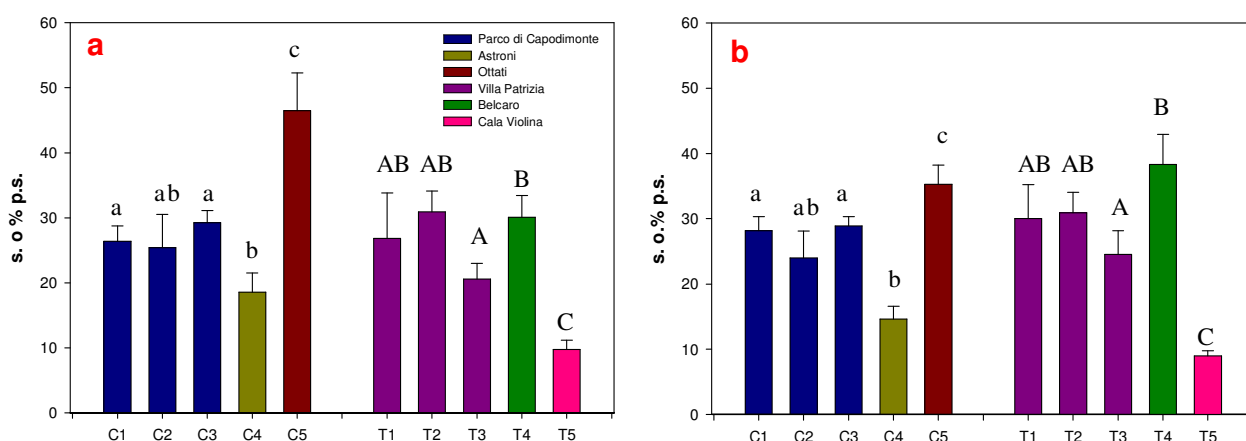 a
s. o % p.s.
60
50
40
30
20
10
0
Parco di Capodimonte
Astroni
Ottati
Villa Patrizia
Belcaro
Cala Violina
a
ab
a
b
c
AB
AB
A
B
C
C1 C2 C3 C4 C5 T1 T2 T3 T4 T5
b
s. o.% p.s.
60
50
40
30
20
10
0
a
ab
a
b
c
AB
AB
A
B
C
C1 C2 C3 C4 C5 T1 T2 T3 T4 T5